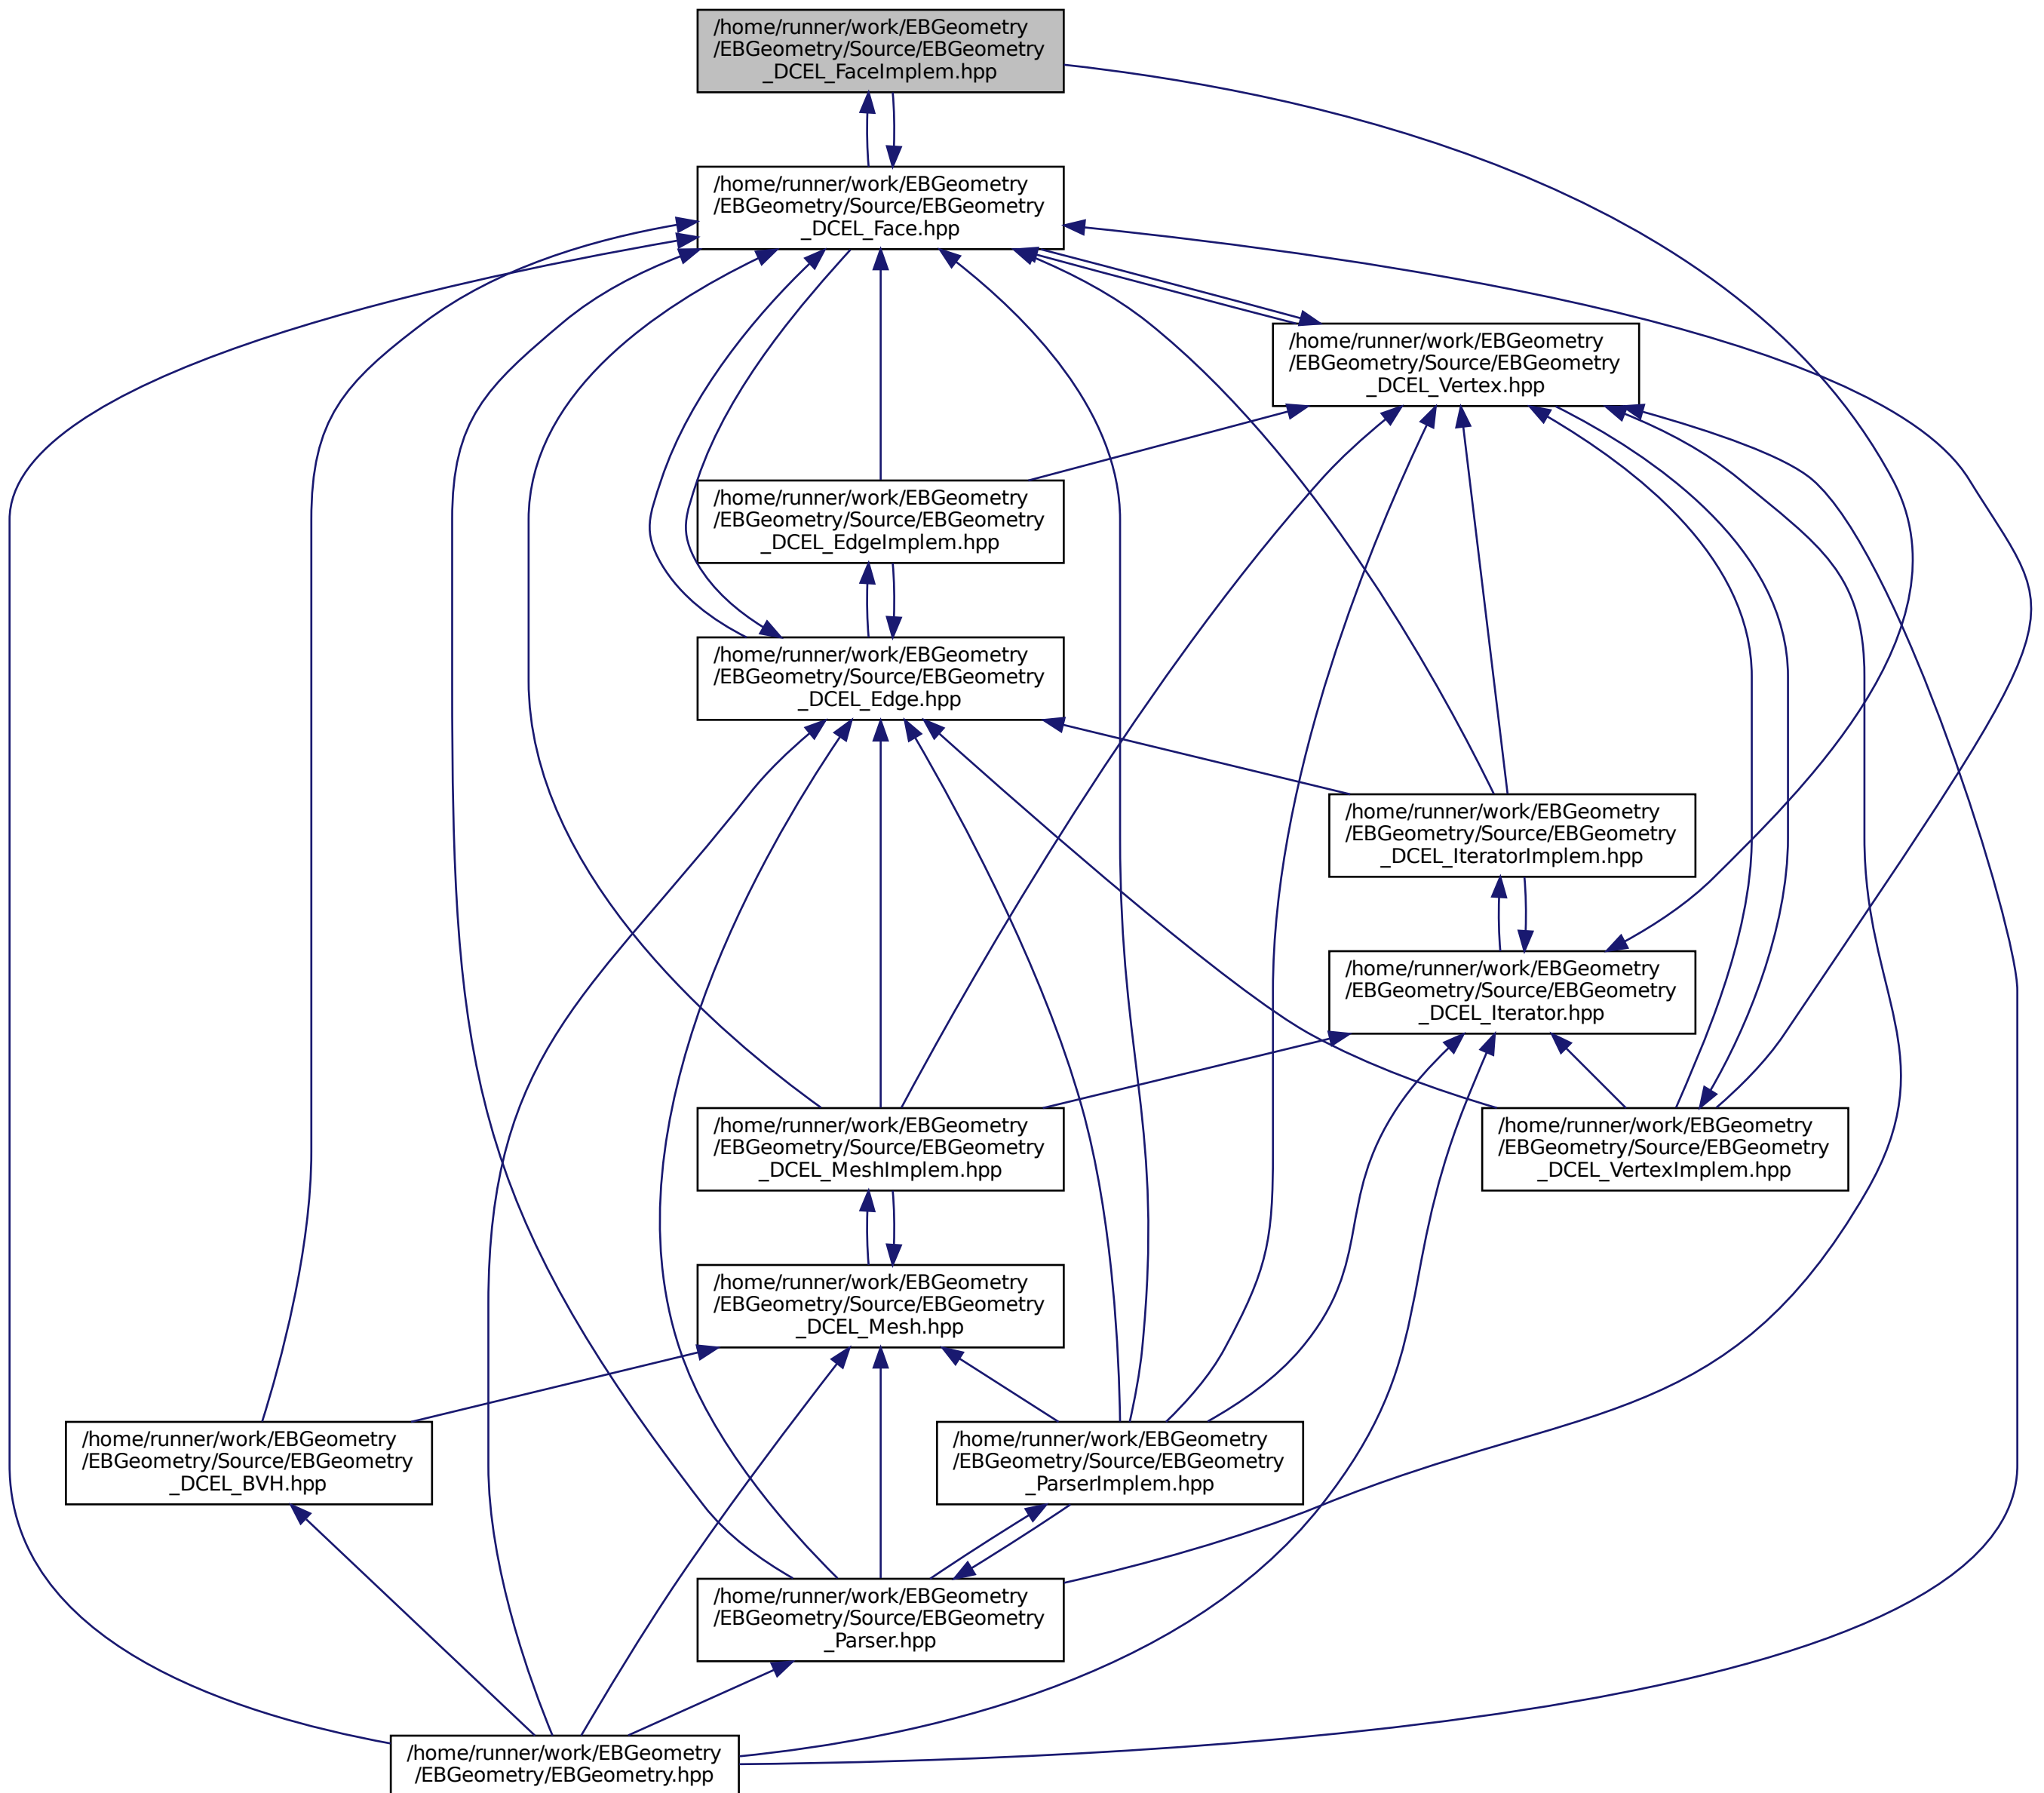 /home/runner/work/EBGeometry
/EBGeometry/Source/EBGeometry
_DCEL_FaceImplem.hpp
/home/runner/work/EBGeometry
/EBGeometry/Source/EBGeometry
_DCEL_Face.hpp
/home/runner/work/EBGeometry
/EBGeometry/Source/EBGeometry
_DCEL_Vertex.hpp
/home/runner/work/EBGeometry
/EBGeometry/Source/EBGeometry
_DCEL_EdgeImplem.hpp
/home/runner/work/EBGeometry
/EBGeometry/Source/EBGeometry
_DCEL_Edge.hpp
/home/runner/work/EBGeometry
/EBGeometry/Source/EBGeometry
_DCEL_IteratorImplem.hpp
/home/runner/work/EBGeometry
/EBGeometry/Source/EBGeometry
_DCEL_Iterator.hpp
/home/runner/work/EBGeometry
/EBGeometry/Source/EBGeometry
_DCEL_MeshImplem.hpp
/home/runner/work/EBGeometry
/EBGeometry/Source/EBGeometry
_DCEL_VertexImplem.hpp
/home/runner/work/EBGeometry
/EBGeometry/Source/EBGeometry
_DCEL_Mesh.hpp
/home/runner/work/EBGeometry
/EBGeometry/Source/EBGeometry
_DCEL_BVH.hpp
/home/runner/work/EBGeometry
/EBGeometry/Source/EBGeometry
_ParserImplem.hpp
/home/runner/work/EBGeometry
/EBGeometry/Source/EBGeometry
_Parser.hpp
/home/runner/work/EBGeometry
/EBGeometry/EBGeometry.hpp